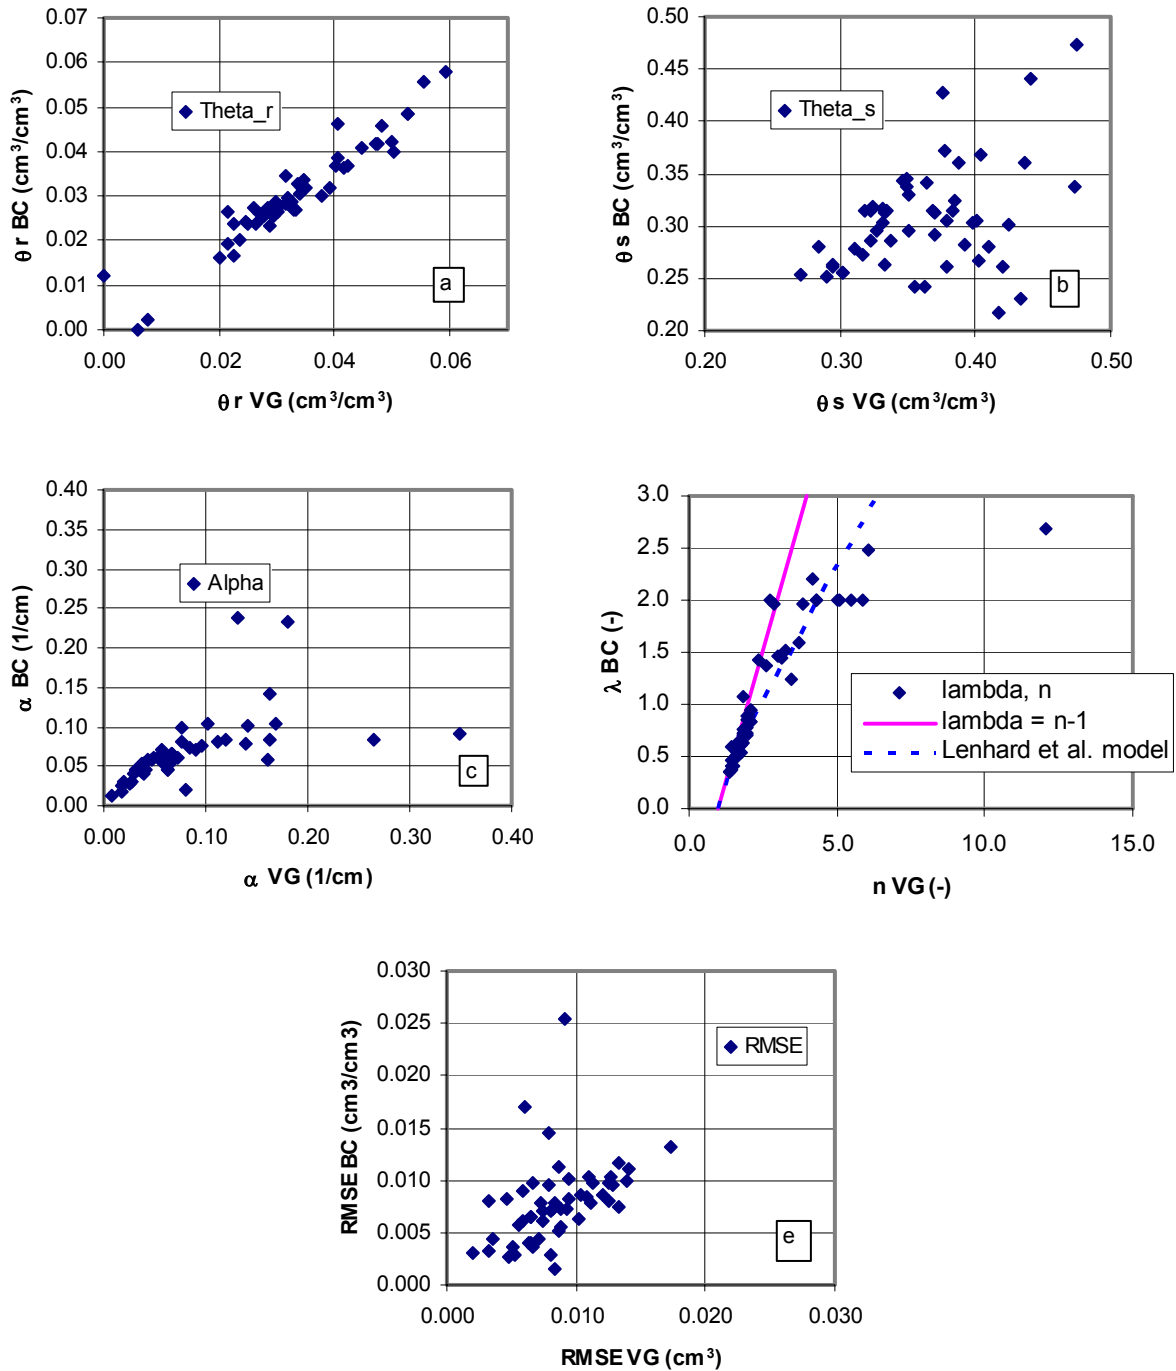 0.07
0.06
0.05
0.04
0.03
0.02
0.01
0.00
θ r BC (cm³/cm³)
Theta_r
a
0.00 0.02 0.04 0.06
θ r VG (cm³/cm³)
0.50
0.45
0.40
0.35
0.30
0.25
0.20
θ s BC (cm³/cm³)
Theta_s
b
0.20 0.30 0.40 0.50
θ s VG (cm³/cm³)
0.40
0.35
0.30
0.25
0.20
0.15
0.10
0.05
0.00
α BC (1/cm)
Alpha
c
0.00 0.10 0.20 0.30 0.40
α VG (1/cm)
3.0
2.5
2.0
1.5
1.0
0.5
0.0
λ BC (-)
lambda, n
lambda = n-1
Lenhard et al. model
0.0 5.0 10.0 15.0
n VG (-)
0.030
0.025
0.020
0.015
0.010
0.005
0.000
RMSE BC (cm3/cm3)
RMSE
e
0.000 0.010 0.020 0.030
RMSE VG (cm³)